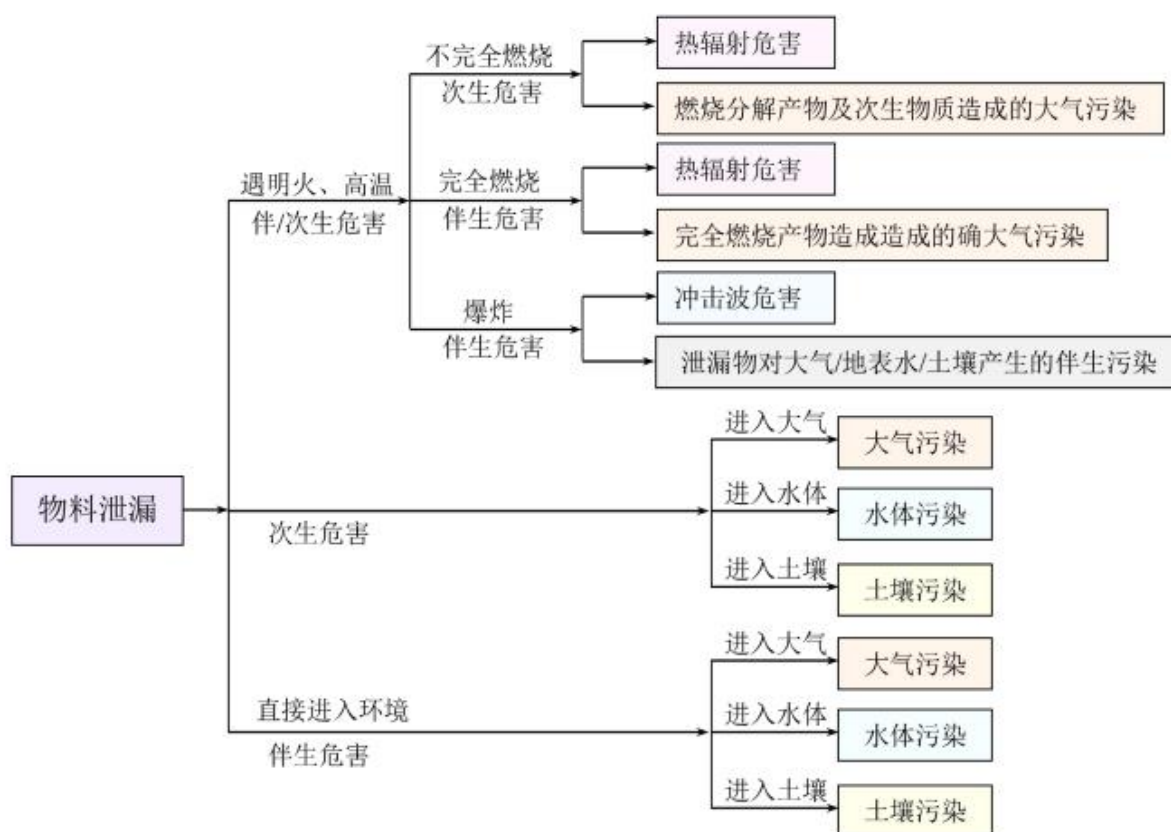 不完全燃烧
次生危害
热辐射危害
燃烧分解产物及次生物质造成的大气污染
遇明火、高温
伴/次生危害
完全燃烧
伴生危害
热辐射危害
完全燃烧产物造成造成的确大气污染
爆炸
伴生危害
冲击波危害
泄漏物对大气/地表水/土壤产生的伴生污染
物料泄漏
次生危害
进入大气
大气污染
进入水体
水体污染
进入土壤
土壤污染
直接进入环境
伴生危害
进入大气
大气污染
进入水体
水体污染
进入土壤
土壤污染